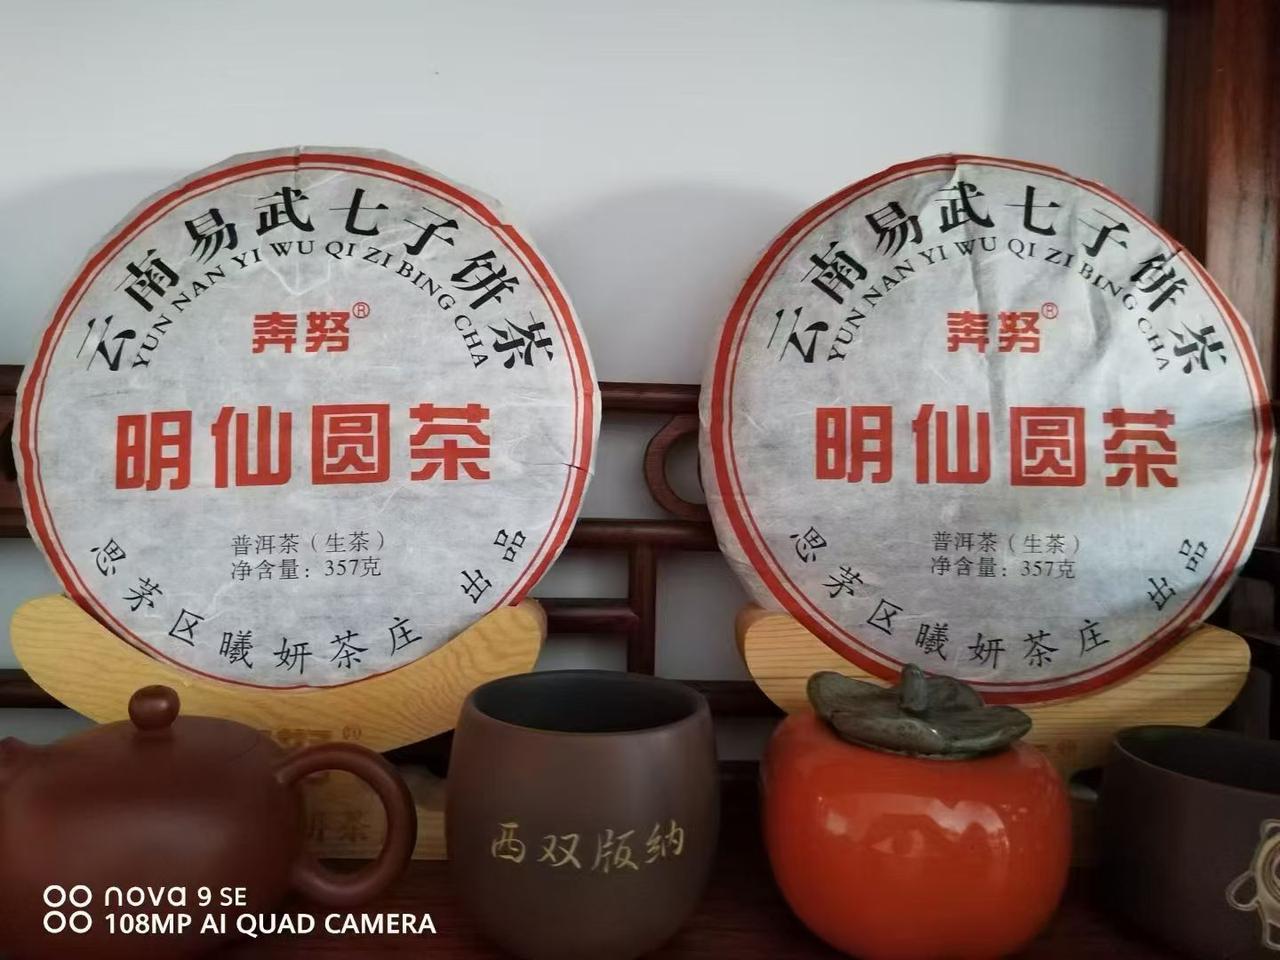 云南易武七子饼茶
YUN NAN YI WU QI ZI BING CHA
奔努®
明仙圆茶
普洱茶（生茶）
净含量：357克
思茅区曦妍茶庄 出品
云南易武七子饼茶
YUN NAN YI WU QI ZI BING CHA
奔努®
明仙圆茶
普洱茶（生茶）
净含量：357克
思茅区曦妍茶庄 出品
西双版纳
nova 9 SE
108MP AI QUAD CAMERA